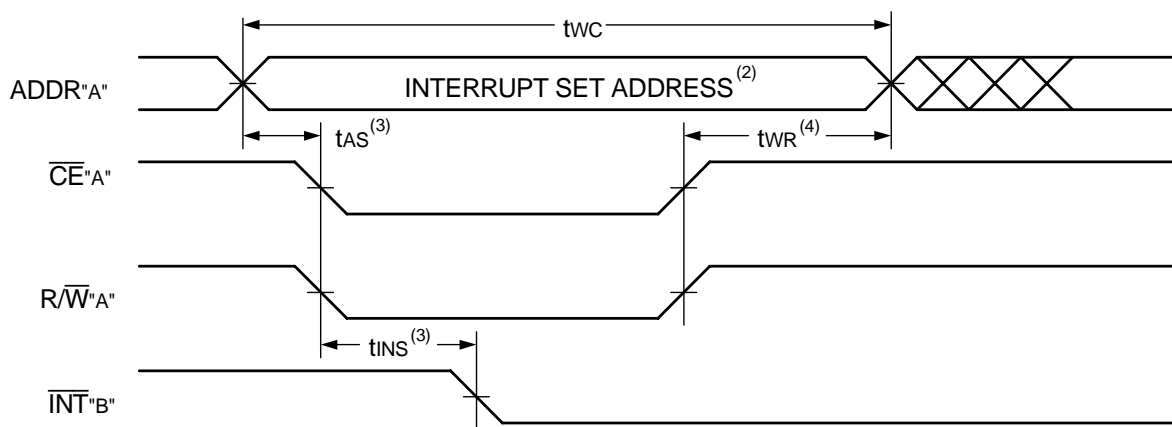 tWC
ADDR"A" INTERRUPT SET ADDRESS(2)
tAS(3) tWR(4)
CE"A"
R/W"A"
tINS(3)
INT"B"